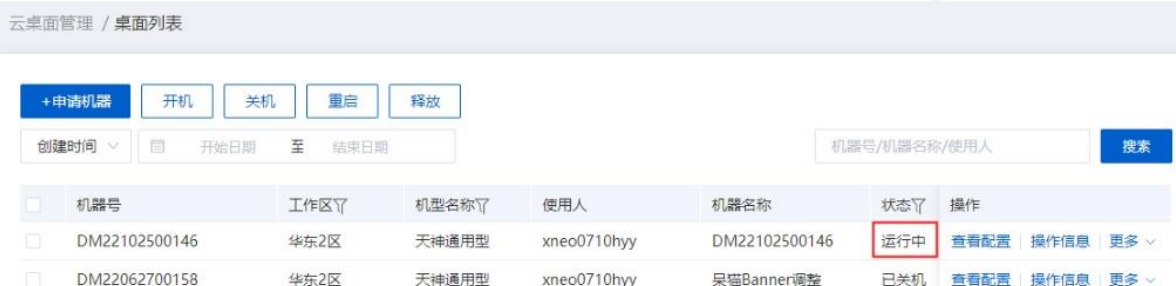 云桌面管理 / 桌面列表
+申请机器 开机 关机 重启 释放
创建时间 开始日期 至 结束日期 机器号/机器名称/使用人 搜索
机器号 工作区 机型名称 使用人 机器名称 状态 操作
DM22102500146 华东2区 天神通用型 xneo0710hyy DM22102500146 运行中 查看配置 操作信息 更多
DM22062700158 华东2区 天神通用型 xneo0710hyy 呆猫Banner调整 已关机 查看配置 操作信息 更多